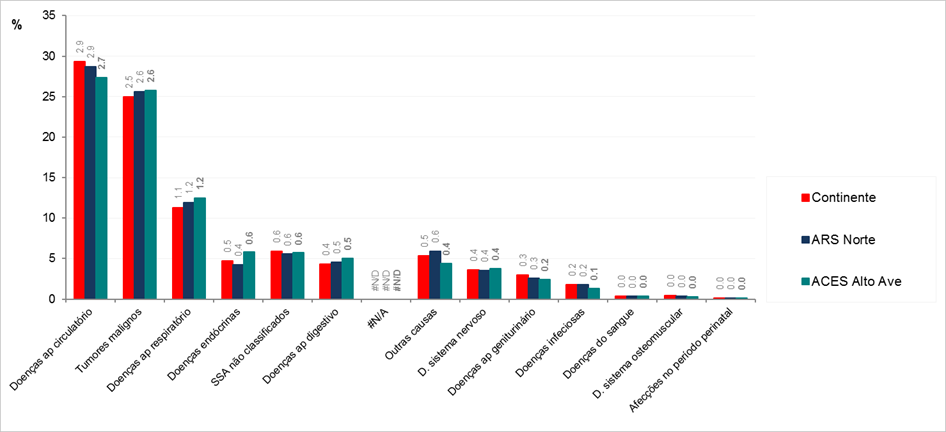 %
35
30
25
20
15
10
5
0
2.9 2.9 2.7
2.5 2.6 2.6
1.1 1.2 1.2
0.5 0.4 0.6
0.6 0.6 0.6
0.4 0.5 0.5
#N/D #N/D #N/D
0.5 0.6 0.4
0.4 0.4 0.4
0.3 0.3 0.2
0.2 0.2 0.1
0.0 0.0 0.0
0.0 0.0 0.0
0.0 0.0 0.0
Doenças ap circulatório
Tumores malignos
Doenças ap respiratório
Doenças endócrinas
SSA não classificados
Doenças ap digestivo
#N/A
Outras causas
D. sistema nervoso
Doenças ap geniturinário
Doenças infeciosas
Doenças do sangue
D. sistema osteomuscular
Afecções no período perinatal
Continente
ARS Norte
ACES Alto Ave